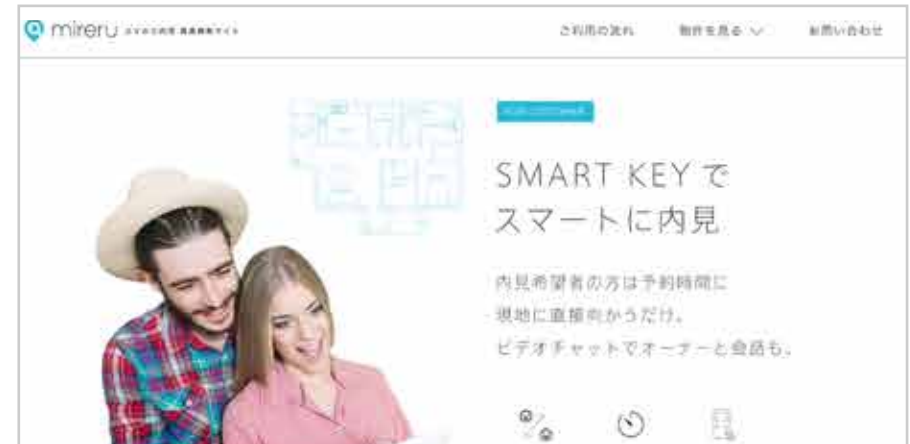 mireru
ご利用の流れ
物件を見る
お問い合わせ
SMART KEY で
スマートに内見
内見希望者の方は予約時間に
現地に直接向かうだけ。
ビデオチャットでオーナーと会話も。